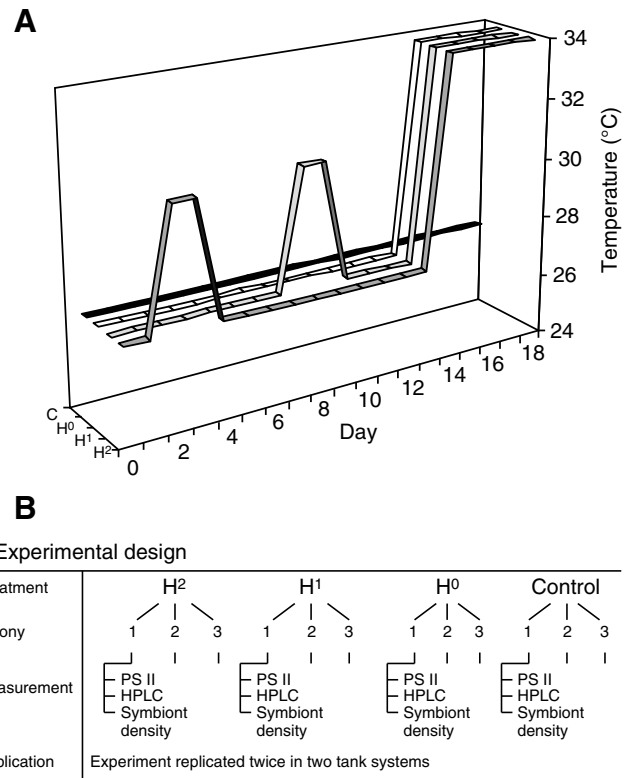 A
34
32
30
28
26
24
Temperature (°C)
C
H⁰
H¹
H²
0
2
4
6
8
10
12
14
16
18
Day
B
Experimental design
atment
H² H¹ H⁰ Control
ony
1 2 3 1 2 3 1 2 3 1 2 3
asurement
PS II PS II PS II PS II
HPLC HPLC HPLC HPLC
Symbiont Symbiont Symbiont Symbiont
density density density density
plication
Experiment replicated twice in two tank systems